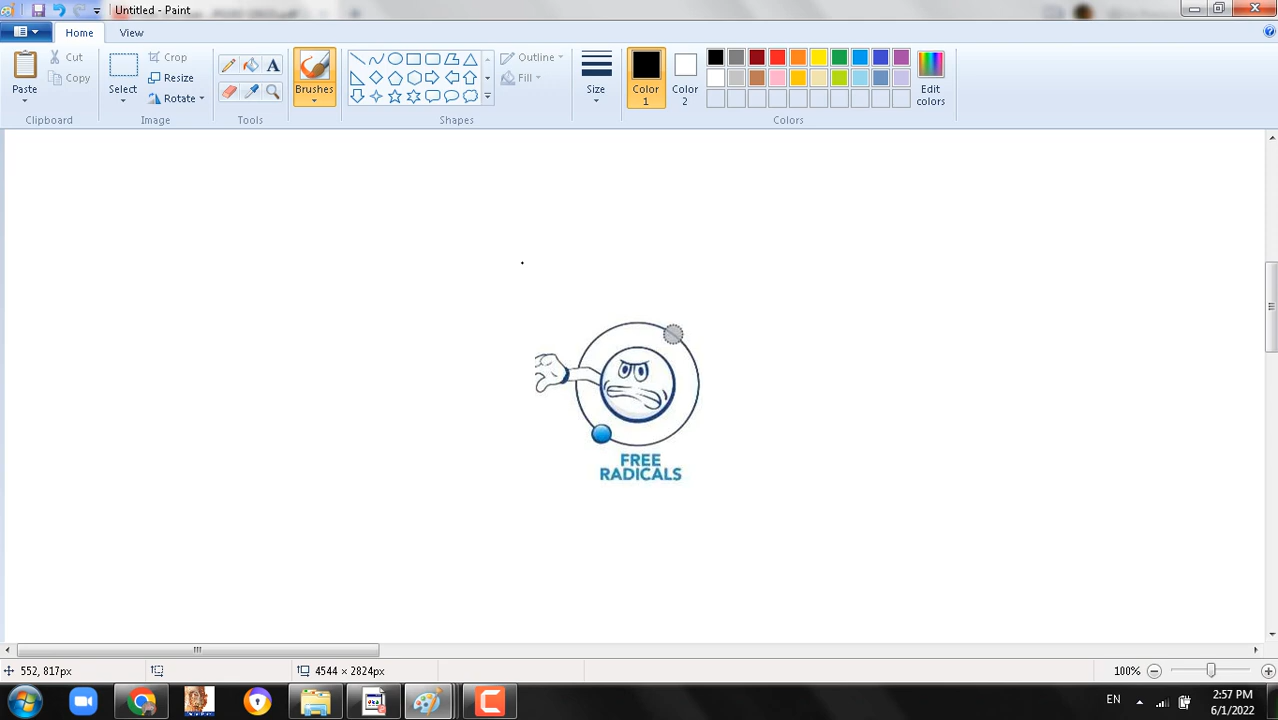 Untitled - Paint
Home
View
Paste
Cut
Copy
Clipboard
Select
Crop
Resize
Rotate
Image
Tools
Brushes
Shapes
Outline
Fill
Size
Color
1
Color
2
Edit
colors
Colors
FREE
RADICALS
552, 817px
4544 × 2824px
100%
EN
2:57 PM
6/1/2022